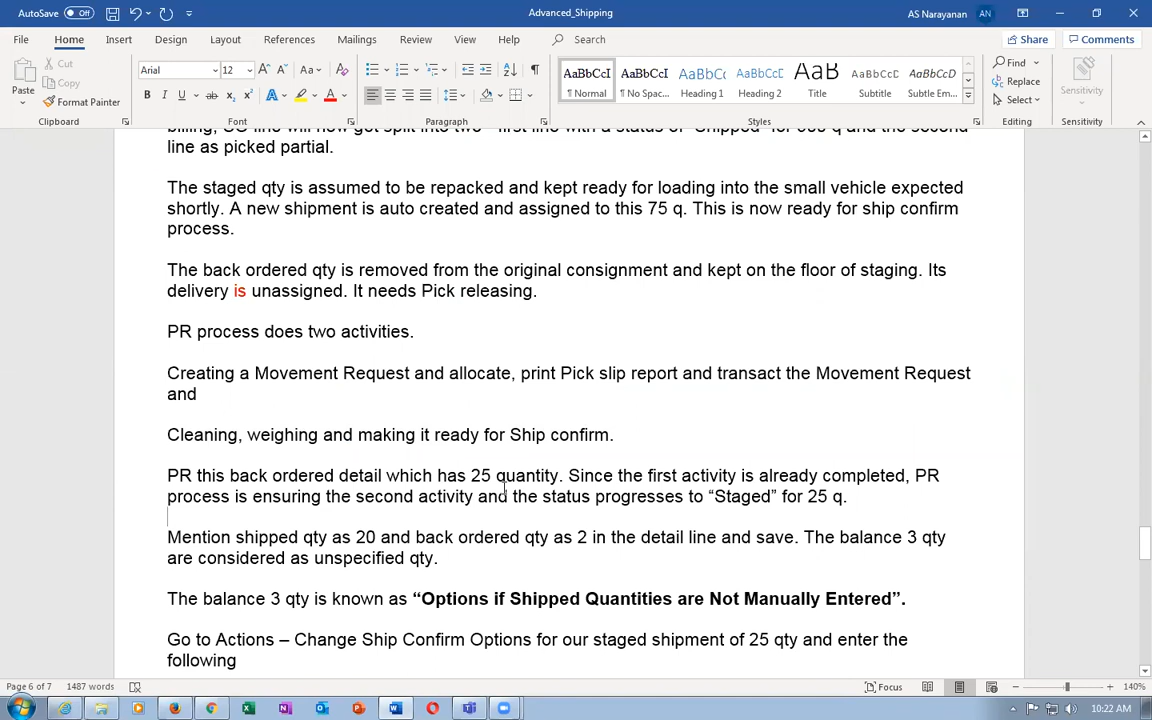 AutoSave Off Advanced_Shipping AS Narayanan AN
File Home Insert Draw Design Layout References Mailings Review View Help Search Share Comments
Cut
Copy
Paste
Format Painter
Arial 12
AaBbCcI AaBbCcI AaBbC( AaBbCcI AaB AaBbCcI AaBbCcI
¶ Normal ¶ No Spac... Heading 1 Heading 2 Title Subtitle Subtle Em...
Find
Replace
Select
Sensitivity
Clipboard Font Paragraph Styles Editing Sensitivity
line as picked partial.
The staged qty is assumed to be repacked and kept ready for loading into the small vehicle expected
shortly. A new shipment is auto created and assigned to this 75 q. This is now ready for ship confirm
process.
The back ordered qty is removed from the original consignment and kept on the floor of staging. Its
delivery is unassigned. It needs Pick releasing.
PR process does two activities.
Creating a Movement Request and allocate, print Pick slip report and transact the Movement Request
and
Cleaning, weighing and making it ready for Ship confirm.
PR this back ordered detail which has 25 quantity. Since the first activity is already completed, PR
process is ensuring the second activity and the status progresses to “Staged” for 25 q.
Mention shipped qty as 20 and back ordered qty as 2 in the detail line and save. The balance 3 qty
are considered as unspecified qty.
The balance 3 qty is known as “Options if Shipped Quantities are Not Manually Entered”.
Go to Actions – Change Ship Confirm Options for our staged shipment of 25 qty and enter the
following
Page 6 of 7 1487 words Focus 140%
10:22 AM